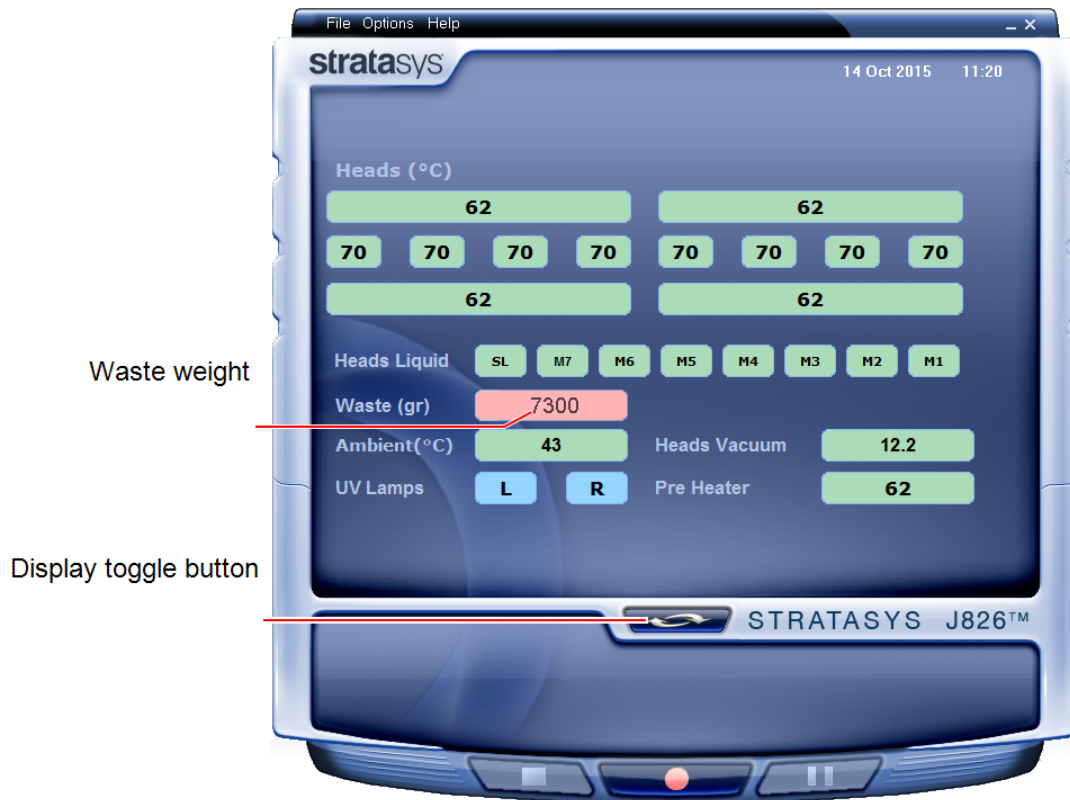 File Options Help
stratasys
14 Oct 2015 11:20
Heads (°C)
62 62
70 70 70 70 70 70 70 70
62 62
Heads Liquid SL M7 M6 M5 M4 M3 M2 M1
Waste weight
Waste (gr) 7300
Ambient(°C) 43 Heads Vacuum 12.2
UV Lamps L R Pre Heater 62
Display toggle button
STRATASYS J826™